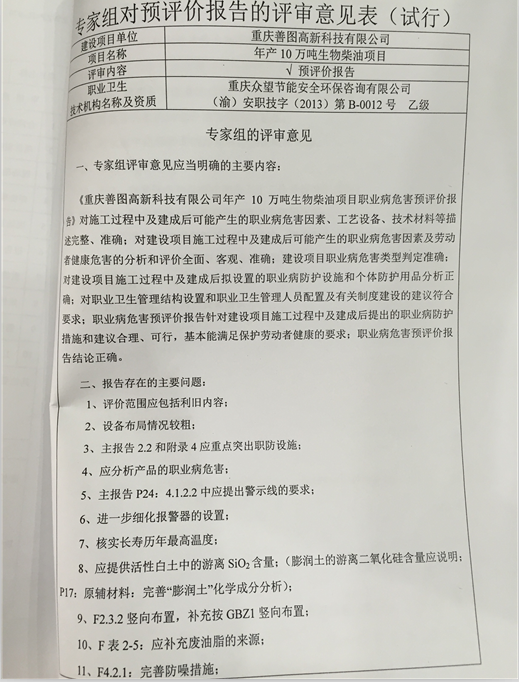 专家组对预评价报告的评审意见表（试行）
建设项目单位 重庆善图高新科技有限公司
项目名称 年产 10 万吨生物柴油项目
评审内容 √ 预评价报告
职业卫生 重庆众望节能安全环保咨询有限公司
技术机构名称及资质 （渝）安职技字（2013）第 B-0012 号 乙级
专家组的评审意见
一、专家组评审意见应当明确的主要内容：
《重庆善图高新科技有限公司年产 10 万吨生物柴油项目职业病危害预评价报
告》对施工过程中及建成后可能产生的职业病危害因素、工艺设备、技术材料等描
述完整、准确；对建设项目施工过程中及建成后可能产生的职业病危害因素及劳动
者健康危害的分析和评价全面、客观、准确；建设项目职业病危害类型判定准确；
对建设项目施工过程中及建成后拟设置的职业病防护设施和个体防护用品分析正
确；对职业卫生管理结构设置和职业卫生管理人员配置及有关制度建设的建议符合
要求；职业病危害预评价报告针对建设项目施工过程中及建成后提出的职业病防护
措施和建议合理、可行，基本能满足保护劳动者健康的要求；职业病危害预评价报
告结论正确。
二、报告存在的主要问题：
1、评价范围应包括利旧内容；
2、设备布局情况较粗；
3、主报告 2.2 和附录 4 应重点突出职防设施；
4、应分析产品的职业病危害；
5、主报告 P24：4.1.2.2 中应提出警示线的要求；
6、进一步细化报警器的设置；
7、核实长寿历年最高温度；
8、应提供活性白土中的游离 SiO2 含量；（膨润土的游离二氧化硅含量应说明；
P17：原辅材料：完善“膨润土”化学成分分析）；
9、F2.3.2 竖向布置，补充按 GBZ1 竖向布置；
10、F 表 2-5：应补充废油脂的来源；
11、F4.2.1：完善防噪措施；